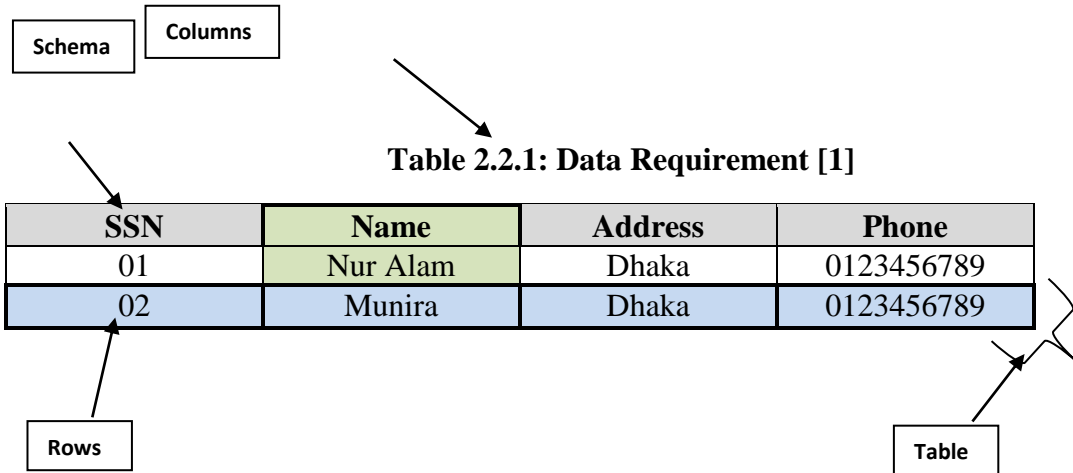 Schema
Columns
Table 2.2.1: Data Requirement [1]
SSN Name Address Phone
01 Nur Alam Dhaka 0123456789
02 Munira Dhaka 0123456789
Rows
Table